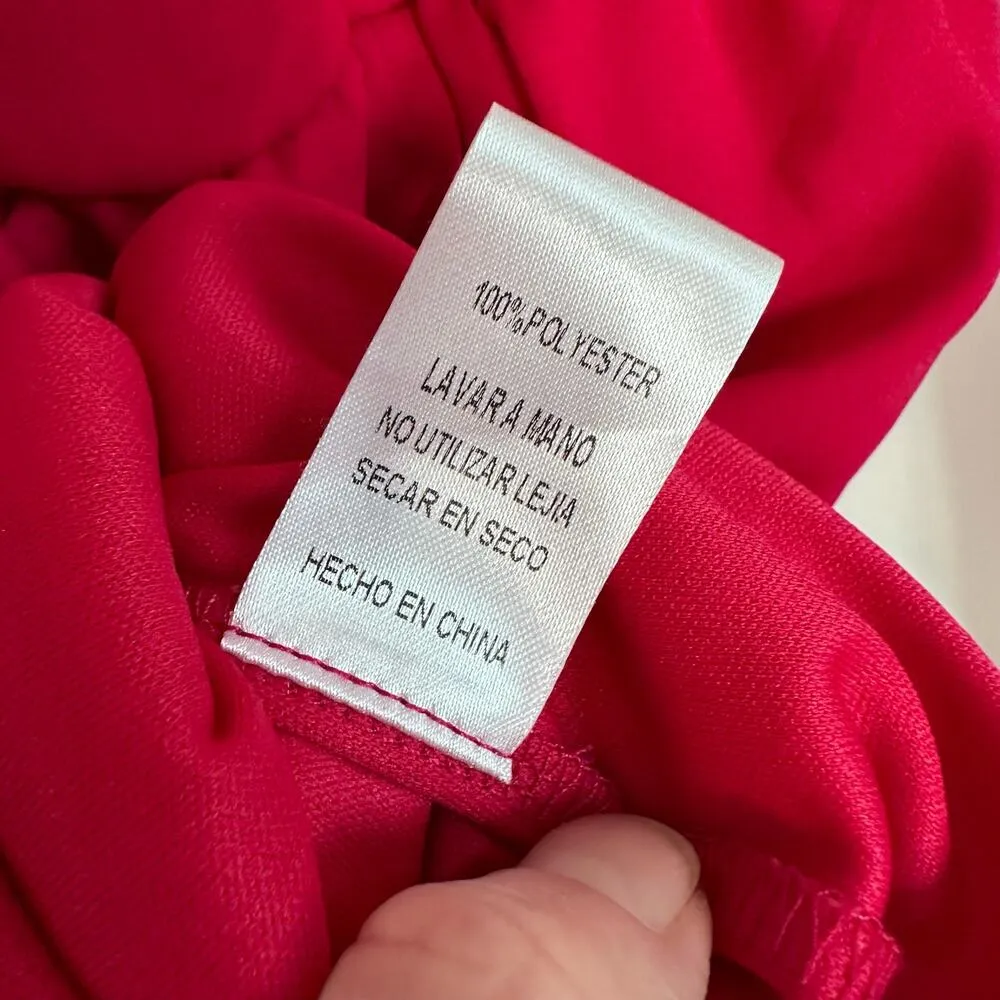 100%POLYESTER
LAVAR A MANO
NO UTILIZAR LEJIA
SECAR EN SECO
HECHO EN CHINA